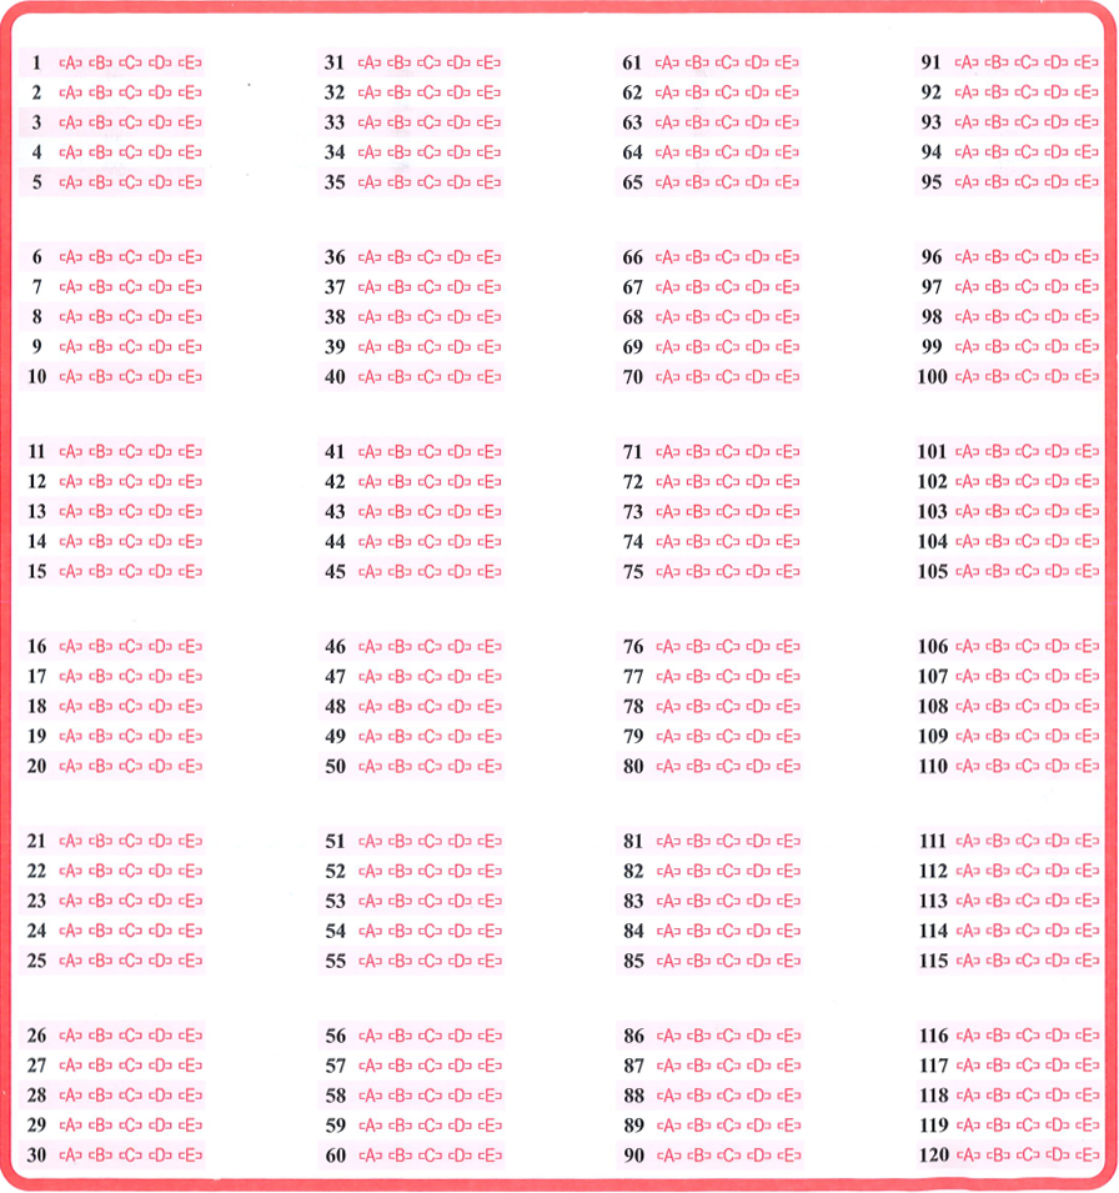 1 ⊏A⊐ ⊏B⊐ ⊏C⊐ ⊏D⊐ ⊏E⊐
2 ⊏A⊐ ⊏B⊐ ⊏C⊐ ⊏D⊐ ⊏E⊐
3 ⊏A⊐ ⊏B⊐ ⊏C⊐ ⊏D⊐ ⊏E⊐
4 ⊏A⊐ ⊏B⊐ ⊏C⊐ ⊏D⊐ ⊏E⊐
5 ⊏A⊐ ⊏B⊐ ⊏C⊐ ⊏D⊐ ⊏E⊐
6 ⊏A⊐ ⊏B⊐ ⊏C⊐ ⊏D⊐ ⊏E⊐
7 ⊏A⊐ ⊏B⊐ ⊏C⊐ ⊏D⊐ ⊏E⊐
8 ⊏A⊐ ⊏B⊐ ⊏C⊐ ⊏D⊐ ⊏E⊐
9 ⊏A⊐ ⊏B⊐ ⊏C⊐ ⊏D⊐ ⊏E⊐
10 ⊏A⊐ ⊏B⊐ ⊏C⊐ ⊏D⊐ ⊏E⊐
11 ⊏A⊐ ⊏B⊐ ⊏C⊐ ⊏D⊐ ⊏E⊐
12 ⊏A⊐ ⊏B⊐ ⊏C⊐ ⊏D⊐ ⊏E⊐
13 ⊏A⊐ ⊏B⊐ ⊏C⊐ ⊏D⊐ ⊏E⊐
14 ⊏A⊐ ⊏B⊐ ⊏C⊐ ⊏D⊐ ⊏E⊐
15 ⊏A⊐ ⊏B⊐ ⊏C⊐ ⊏D⊐ ⊏E⊐
16 ⊏A⊐ ⊏B⊐ ⊏C⊐ ⊏D⊐ ⊏E⊐
17 ⊏A⊐ ⊏B⊐ ⊏C⊐ ⊏D⊐ ⊏E⊐
18 ⊏A⊐ ⊏B⊐ ⊏C⊐ ⊏D⊐ ⊏E⊐
19 ⊏A⊐ ⊏B⊐ ⊏C⊐ ⊏D⊐ ⊏E⊐
20 ⊏A⊐ ⊏B⊐ ⊏C⊐ ⊏D⊐ ⊏E⊐
21 ⊏A⊐ ⊏B⊐ ⊏C⊐ ⊏D⊐ ⊏E⊐
22 ⊏A⊐ ⊏B⊐ ⊏C⊐ ⊏D⊐ ⊏E⊐
23 ⊏A⊐ ⊏B⊐ ⊏C⊐ ⊏D⊐ ⊏E⊐
24 ⊏A⊐ ⊏B⊐ ⊏C⊐ ⊏D⊐ ⊏E⊐
25 ⊏A⊐ ⊏B⊐ ⊏C⊐ ⊏D⊐ ⊏E⊐
26 ⊏A⊐ ⊏B⊐ ⊏C⊐ ⊏D⊐ ⊏E⊐
27 ⊏A⊐ ⊏B⊐ ⊏C⊐ ⊏D⊐ ⊏E⊐
28 ⊏A⊐ ⊏B⊐ ⊏C⊐ ⊏D⊐ ⊏E⊐
29 ⊏A⊐ ⊏B⊐ ⊏C⊐ ⊏D⊐ ⊏E⊐
30 ⊏A⊐ ⊏B⊐ ⊏C⊐ ⊏D⊐ ⊏E⊐
31 ⊏A⊐ ⊏B⊐ ⊏C⊐ ⊏D⊐ ⊏E⊐
32 ⊏A⊐ ⊏B⊐ ⊏C⊐ ⊏D⊐ ⊏E⊐
33 ⊏A⊐ ⊏B⊐ ⊏C⊐ ⊏D⊐ ⊏E⊐
34 ⊏A⊐ ⊏B⊐ ⊏C⊐ ⊏D⊐ ⊏E⊐
35 ⊏A⊐ ⊏B⊐ ⊏C⊐ ⊏D⊐ ⊏E⊐
36 ⊏A⊐ ⊏B⊐ ⊏C⊐ ⊏D⊐ ⊏E⊐
37 ⊏A⊐ ⊏B⊐ ⊏C⊐ ⊏D⊐ ⊏E⊐
38 ⊏A⊐ ⊏B⊐ ⊏C⊐ ⊏D⊐ ⊏E⊐
39 ⊏A⊐ ⊏B⊐ ⊏C⊐ ⊏D⊐ ⊏E⊐
40 ⊏A⊐ ⊏B⊐ ⊏C⊐ ⊏D⊐ ⊏E⊐
41 ⊏A⊐ ⊏B⊐ ⊏C⊐ ⊏D⊐ ⊏E⊐
42 ⊏A⊐ ⊏B⊐ ⊏C⊐ ⊏D⊐ ⊏E⊐
43 ⊏A⊐ ⊏B⊐ ⊏C⊐ ⊏D⊐ ⊏E⊐
44 ⊏A⊐ ⊏B⊐ ⊏C⊐ ⊏D⊐ ⊏E⊐
45 ⊏A⊐ ⊏B⊐ ⊏C⊐ ⊏D⊐ ⊏E⊐
46 ⊏A⊐ ⊏B⊐ ⊏C⊐ ⊏D⊐ ⊏E⊐
47 ⊏A⊐ ⊏B⊐ ⊏C⊐ ⊏D⊐ ⊏E⊐
48 ⊏A⊐ ⊏B⊐ ⊏C⊐ ⊏D⊐ ⊏E⊐
49 ⊏A⊐ ⊏B⊐ ⊏C⊐ ⊏D⊐ ⊏E⊐
50 ⊏A⊐ ⊏B⊐ ⊏C⊐ ⊏D⊐ ⊏E⊐
51 ⊏A⊐ ⊏B⊐ ⊏C⊐ ⊏D⊐ ⊏E⊐
52 ⊏A⊐ ⊏B⊐ ⊏C⊐ ⊏D⊐ ⊏E⊐
53 ⊏A⊐ ⊏B⊐ ⊏C⊐ ⊏D⊐ ⊏E⊐
54 ⊏A⊐ ⊏B⊐ ⊏C⊐ ⊏D⊐ ⊏E⊐
55 ⊏A⊐ ⊏B⊐ ⊏C⊐ ⊏D⊐ ⊏E⊐
56 ⊏A⊐ ⊏B⊐ ⊏C⊐ ⊏D⊐ ⊏E⊐
57 ⊏A⊐ ⊏B⊐ ⊏C⊐ ⊏D⊐ ⊏E⊐
58 ⊏A⊐ ⊏B⊐ ⊏C⊐ ⊏D⊐ ⊏E⊐
59 ⊏A⊐ ⊏B⊐ ⊏C⊐ ⊏D⊐ ⊏E⊐
60 ⊏A⊐ ⊏B⊐ ⊏C⊐ ⊏D⊐ ⊏E⊐
61 ⊏A⊐ ⊏B⊐ ⊏C⊐ ⊏D⊐ ⊏E⊐
62 ⊏A⊐ ⊏B⊐ ⊏C⊐ ⊏D⊐ ⊏E⊐
63 ⊏A⊐ ⊏B⊐ ⊏C⊐ ⊏D⊐ ⊏E⊐
64 ⊏A⊐ ⊏B⊐ ⊏C⊐ ⊏D⊐ ⊏E⊐
65 ⊏A⊐ ⊏B⊐ ⊏C⊐ ⊏D⊐ ⊏E⊐
66 ⊏A⊐ ⊏B⊐ ⊏C⊐ ⊏D⊐ ⊏E⊐
67 ⊏A⊐ ⊏B⊐ ⊏C⊐ ⊏D⊐ ⊏E⊐
68 ⊏A⊐ ⊏B⊐ ⊏C⊐ ⊏D⊐ ⊏E⊐
69 ⊏A⊐ ⊏B⊐ ⊏C⊐ ⊏D⊐ ⊏E⊐
70 ⊏A⊐ ⊏B⊐ ⊏C⊐ ⊏D⊐ ⊏E⊐
71 ⊏A⊐ ⊏B⊐ ⊏C⊐ ⊏D⊐ ⊏E⊐
72 ⊏A⊐ ⊏B⊐ ⊏C⊐ ⊏D⊐ ⊏E⊐
73 ⊏A⊐ ⊏B⊐ ⊏C⊐ ⊏D⊐ ⊏E⊐
74 ⊏A⊐ ⊏B⊐ ⊏C⊐ ⊏D⊐ ⊏E⊐
75 ⊏A⊐ ⊏B⊐ ⊏C⊐ ⊏D⊐ ⊏E⊐
76 ⊏A⊐ ⊏B⊐ ⊏C⊐ ⊏D⊐ ⊏E⊐
77 ⊏A⊐ ⊏B⊐ ⊏C⊐ ⊏D⊐ ⊏E⊐
78 ⊏A⊐ ⊏B⊐ ⊏C⊐ ⊏D⊐ ⊏E⊐
79 ⊏A⊐ ⊏B⊐ ⊏C⊐ ⊏D⊐ ⊏E⊐
80 ⊏A⊐ ⊏B⊐ ⊏C⊐ ⊏D⊐ ⊏E⊐
81 ⊏A⊐ ⊏B⊐ ⊏C⊐ ⊏D⊐ ⊏E⊐
82 ⊏A⊐ ⊏B⊐ ⊏C⊐ ⊏D⊐ ⊏E⊐
83 ⊏A⊐ ⊏B⊐ ⊏C⊐ ⊏D⊐ ⊏E⊐
84 ⊏A⊐ ⊏B⊐ ⊏C⊐ ⊏D⊐ ⊏E⊐
85 ⊏A⊐ ⊏B⊐ ⊏C⊐ ⊏D⊐ ⊏E⊐
86 ⊏A⊐ ⊏B⊐ ⊏C⊐ ⊏D⊐ ⊏E⊐
87 ⊏A⊐ ⊏B⊐ ⊏C⊐ ⊏D⊐ ⊏E⊐
88 ⊏A⊐ ⊏B⊐ ⊏C⊐ ⊏D⊐ ⊏E⊐
89 ⊏A⊐ ⊏B⊐ ⊏C⊐ ⊏D⊐ ⊏E⊐
90 ⊏A⊐ ⊏B⊐ ⊏C⊐ ⊏D⊐ ⊏E⊐
91 ⊏A⊐ ⊏B⊐ ⊏C⊐ ⊏D⊐ ⊏E⊐
92 ⊏A⊐ ⊏B⊐ ⊏C⊐ ⊏D⊐ ⊏E⊐
93 ⊏A⊐ ⊏B⊐ ⊏C⊐ ⊏D⊐ ⊏E⊐
94 ⊏A⊐ ⊏B⊐ ⊏C⊐ ⊏D⊐ ⊏E⊐
95 ⊏A⊐ ⊏B⊐ ⊏C⊐ ⊏D⊐ ⊏E⊐
96 ⊏A⊐ ⊏B⊐ ⊏C⊐ ⊏D⊐ ⊏E⊐
97 ⊏A⊐ ⊏B⊐ ⊏C⊐ ⊏D⊐ ⊏E⊐
98 ⊏A⊐ ⊏B⊐ ⊏C⊐ ⊏D⊐ ⊏E⊐
99 ⊏A⊐ ⊏B⊐ ⊏C⊐ ⊏D⊐ ⊏E⊐
100 ⊏A⊐ ⊏B⊐ ⊏C⊐ ⊏D⊐ ⊏E⊐
101 ⊏A⊐ ⊏B⊐ ⊏C⊐ ⊏D⊐ ⊏E⊐
102 ⊏A⊐ ⊏B⊐ ⊏C⊐ ⊏D⊐ ⊏E⊐
103 ⊏A⊐ ⊏B⊐ ⊏C⊐ ⊏D⊐ ⊏E⊐
104 ⊏A⊐ ⊏B⊐ ⊏C⊐ ⊏D⊐ ⊏E⊐
105 ⊏A⊐ ⊏B⊐ ⊏C⊐ ⊏D⊐ ⊏E⊐
106 ⊏A⊐ ⊏B⊐ ⊏C⊐ ⊏D⊐ ⊏E⊐
107 ⊏A⊐ ⊏B⊐ ⊏C⊐ ⊏D⊐ ⊏E⊐
108 ⊏A⊐ ⊏B⊐ ⊏C⊐ ⊏D⊐ ⊏E⊐
109 ⊏A⊐ ⊏B⊐ ⊏C⊐ ⊏D⊐ ⊏E⊐
110 ⊏A⊐ ⊏B⊐ ⊏C⊐ ⊏D⊐ ⊏E⊐
111 ⊏A⊐ ⊏B⊐ ⊏C⊐ ⊏D⊐ ⊏E⊐
112 ⊏A⊐ ⊏B⊐ ⊏C⊐ ⊏D⊐ ⊏E⊐
113 ⊏A⊐ ⊏B⊐ ⊏C⊐ ⊏D⊐ ⊏E⊐
114 ⊏A⊐ ⊏B⊐ ⊏C⊐ ⊏D⊐ ⊏E⊐
115 ⊏A⊐ ⊏B⊐ ⊏C⊐ ⊏D⊐ ⊏E⊐
116 ⊏A⊐ ⊏B⊐ ⊏C⊐ ⊏D⊐ ⊏E⊐
117 ⊏A⊐ ⊏B⊐ ⊏C⊐ ⊏D⊐ ⊏E⊐
118 ⊏A⊐ ⊏B⊐ ⊏C⊐ ⊏D⊐ ⊏E⊐
119 ⊏A⊐ ⊏B⊐ ⊏C⊐ ⊏D⊐ ⊏E⊐
120 ⊏A⊐ ⊏B⊐ ⊏C⊐ ⊏D⊐ ⊏E⊐